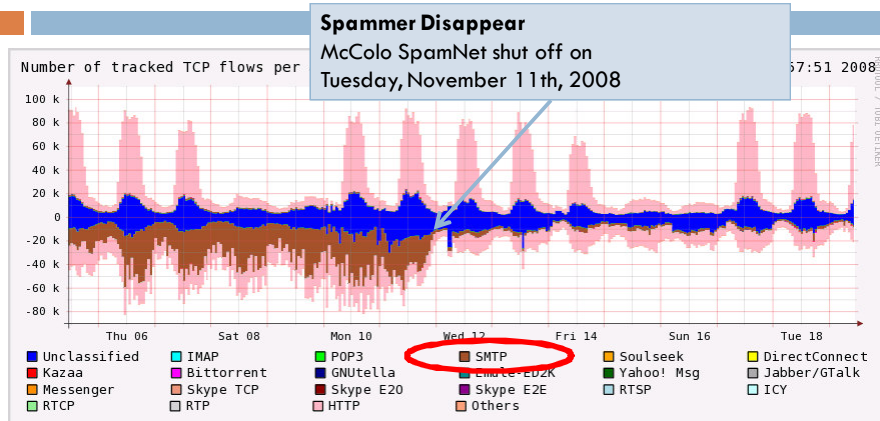 Spammer Disappear
McColo SpamNet shut off on
Tuesday, November 11th, 2008
Number of tracked TCP flows per
57:51 2008
100 k
80 k
60 k
40 k
20 k
0
-20 k
-40 k
-60 k
-80 k
Thu 06 Sat 08 Mon 10 Wed 12 Fri 14 Sun 16 Tue 18
Unclassified IMAP POP3 SMTP Soulseek DirectConnect
Kazaa Bittorrent GNUtella Emule-ED2K Yahoo! Msg Jabber/GTalk
Messenger Skype TCP Skype E2O Skype E2E RTSP ICY
RTCP RTP HTTP Others